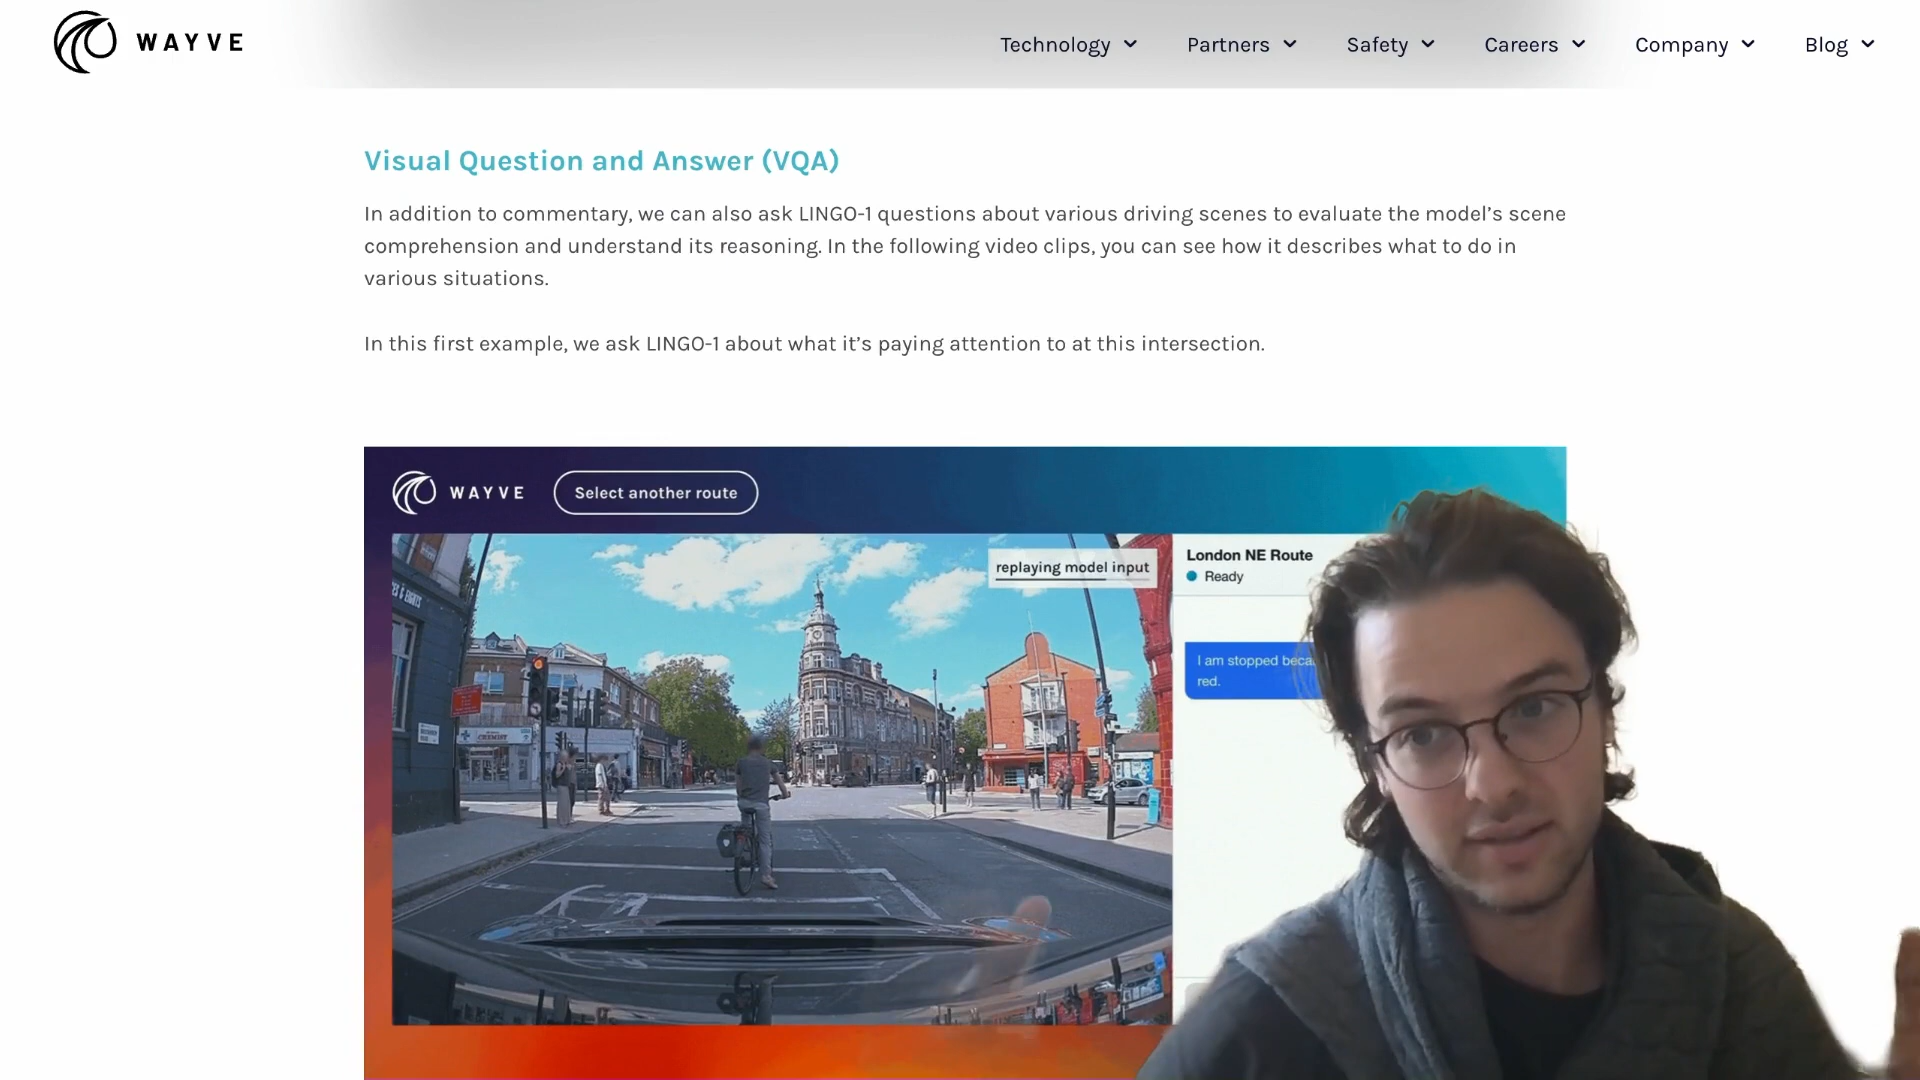 WAYVE
Technology
Partners
Safety
Careers
Company
Blog
Visual Question and Answer (VQA)
In addition to commentary, we can also ask LINGO-1 questions about various driving scenes to evaluate the model's scene
comprehension and understand its reasoning. In the following video clips, you can see how it describes what to do in
various situations.
In this first example, we ask LINGO-1 about what it's paying attention to at this intersection.
WAYVE
Select another route
replaying model input
London NE Route
Ready
I am stopped beca
red.
CHEMIST